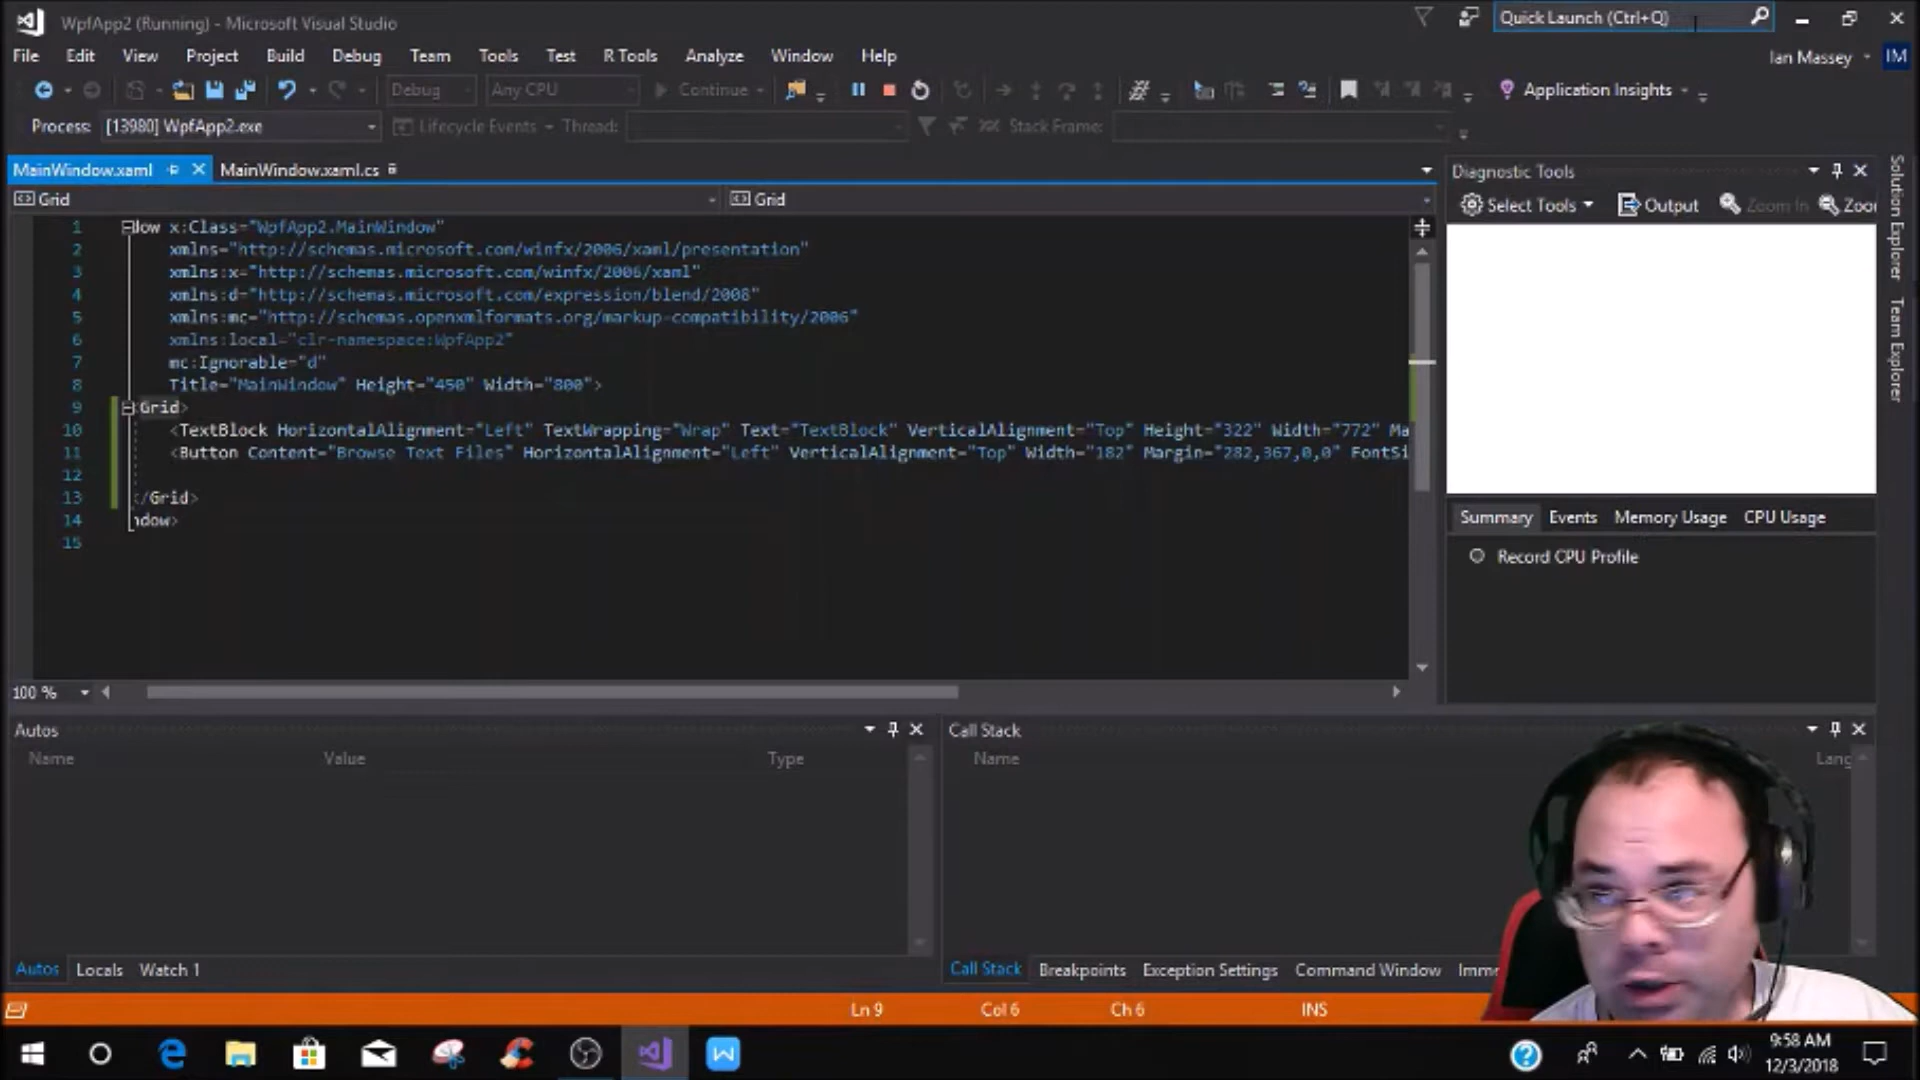 WpfApp2 (Running) - Microsoft Visual Studio
Quick Launch (Ctrl+Q)
File Edit View Project Build Debug Team Tools Test R Tools Analyze Window Help
Ian Massey IM
Debug Any CPU Continue Application Insights
Process: [13980] WpfApp2.exe Lifecycle Events Thread: Stack Frame:
MainWindow.xaml MainWindow.xaml.cs
Diagnostic Tools
Grid Grid
Select Tools Output Zoom In Zoo
1 dow x:Class="WpfApp2.MainWindow"
2 xmlns="http://schemas.microsoft.com/winfx/2006/xaml/presentation"
3 xmlns:x="http://schemas.microsoft.com/winfx/2006/xaml"
4 xmlns:d="http://schemas.microsoft.com/expression/blend/2008"
5 xmlns:mc="http://schemas.openxmlformats.org/markup-compatibility/2006"
6 xmlns:local="clr-namespace:WpfApp2"
7 mc:Ignorable="d"
8 Title="MainWindow" Height="450" Width="800">
9 Grid>
10 <TextBlock HorizontalAlignment="Left" TextWrapping="Wrap" Text="TextBlock" VerticalAlignment="Top" Height="322" Width="772" Ma
11 <Button Content="Browse Text Files" HorizontalAlignment="Left" VerticalAlignment="Top" Width="182" Margin="282,367,0,0" FontSi
12
13 /Grid>
14 ndow>
15
Solution Explorer
Team Explorer
Summary Events Memory Usage CPU Usage
Record CPU Profile
100 %
Autos
Name Value Type
Call Stack
Name Lang
Autos Locals Watch 1
Call Stack Breakpoints Exception Settings Command Window Imme
Ln 9 Col 6 Ch 6 INS
9:58 AM
12/3/2018